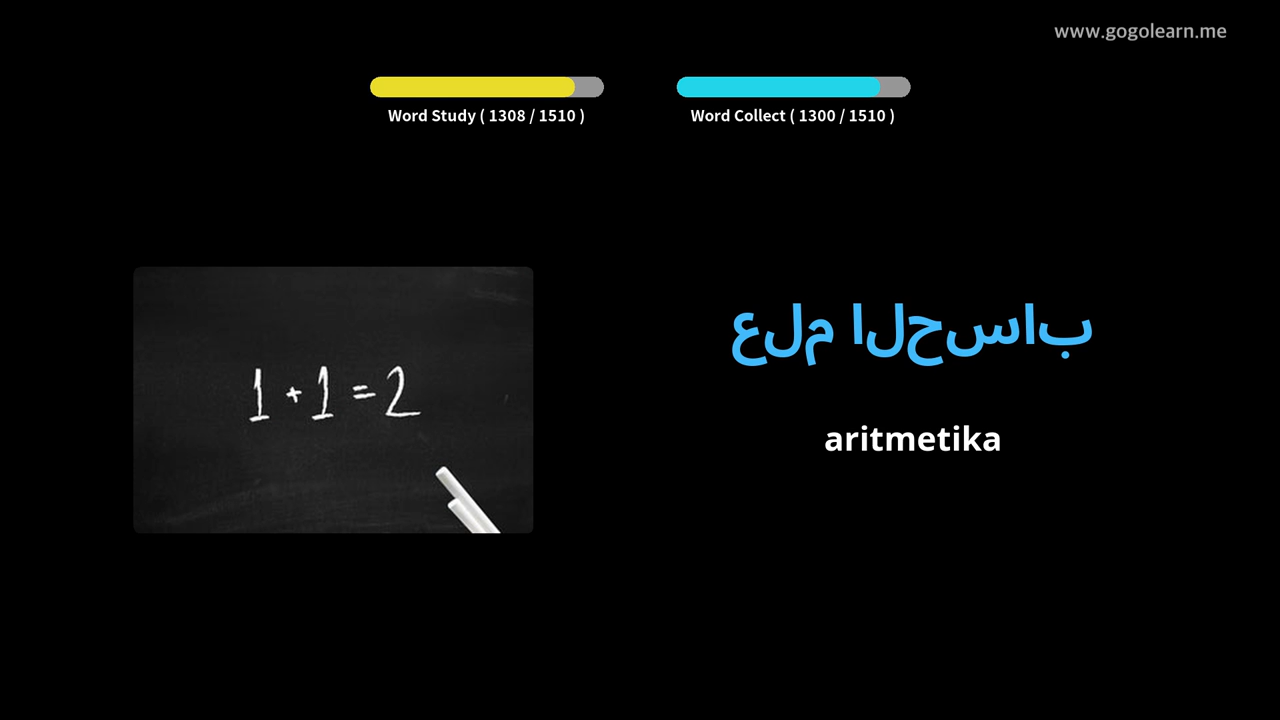 www.gogolearn.me
Word Study ( 1308 / 1510 )
Word Collect ( 1300 / 1510 )
1 + 1 = 2
علم الحساب
aritmetika